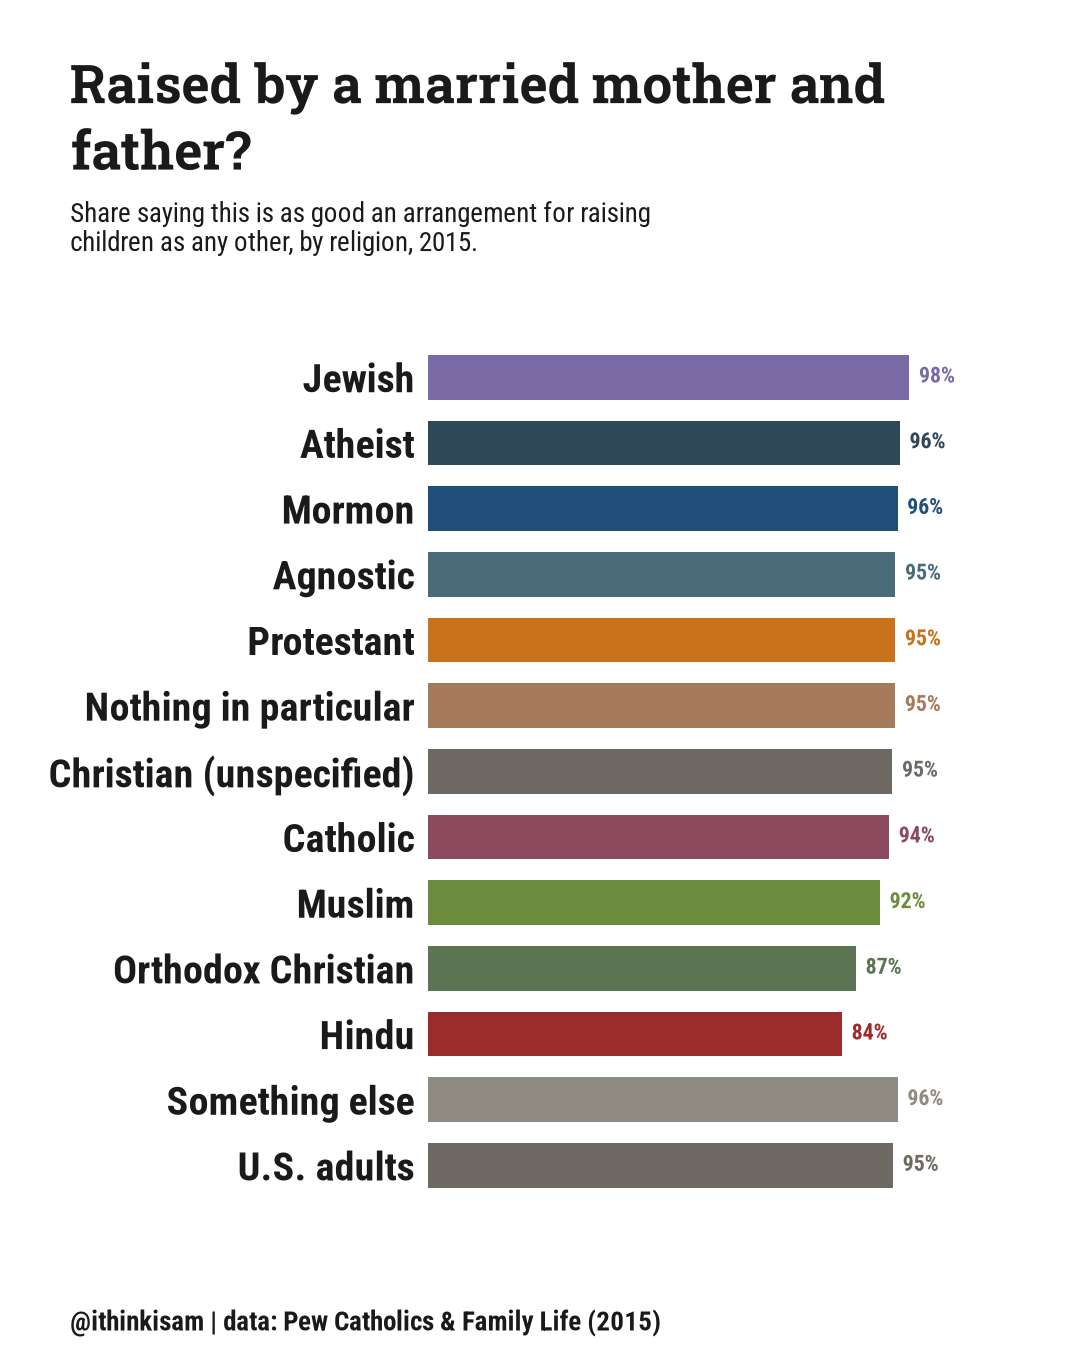 Raised by a married mother and
father?
Share saying this is as good an arrangement for raising
children as any other, by religion, 2015.
Jewish 98%
Atheist 96%
Mormon 96%
Agnostic 95%
Protestant 95%
Nothing in particular 95%
Christian (unspecified) 95%
Catholic 94%
Muslim 92%
Orthodox Christian 87%
Hindu 84%
Something else 96%
U.S. adults 95%
@ithinkisam | data: Pew Catholics & Family Life (2015)